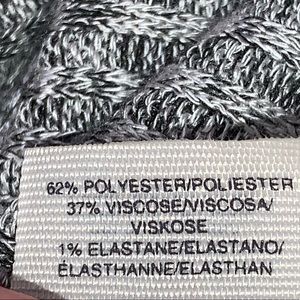 62% POLYESTER/POLIESTER
37% VISCOSE/VISCOSA/
VISKOSE
1% ELASTANE/ELASTANO/
ÉLASTHANNE/ELASTHAN